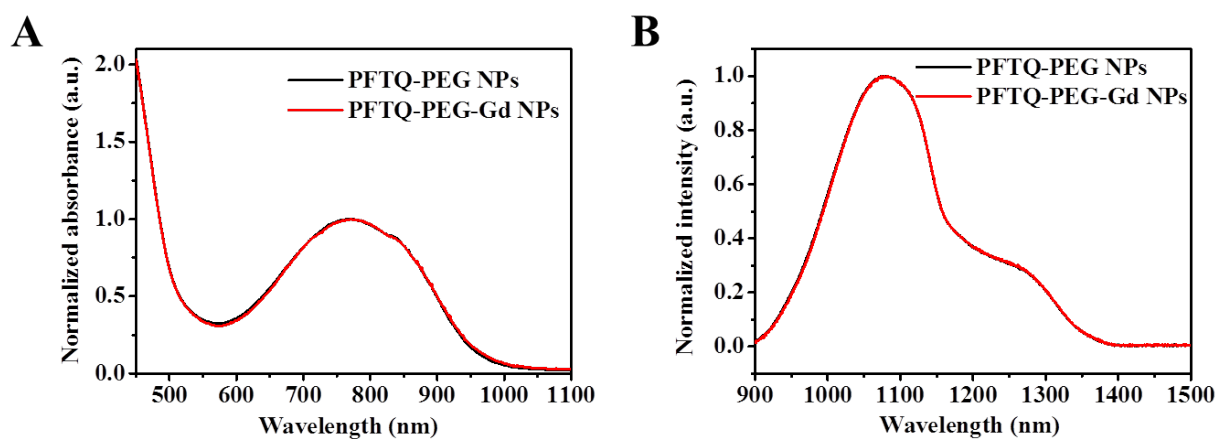 A
B
Normalized absorbance (a.u.)
2.0
1.5
1.0
0.5
0.0
PFTQ-PEG NPs
PFTQ-PEG-Gd NPs
500 600 700 800 900 1000 1100
Wavelength (nm)
Normalized intensity (a.u.)
1.0
0.8
0.6
0.4
0.2
0.0
PFTQ-PEG NPs
PFTQ-PEG-Gd NPs
900 1000 1100 1200 1300 1400 1500
Wavelength (nm)